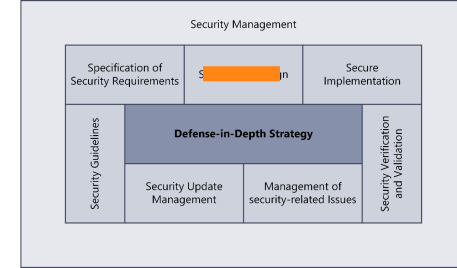 Security Management
Specification of
Security Requirements
Secure
Implementation
Security Guidelines
Defense-in-Depth Strategy
Security Verification
and Validation
Security Update
Management
Management of
security-related Issues